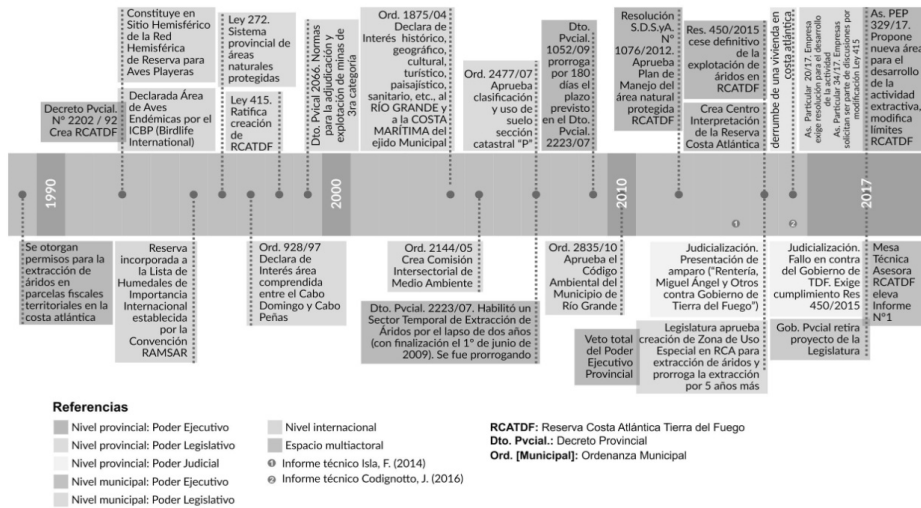 Constituye en
Sitio Hemisférico
de la Red
Hemisférica
de Reserva para
Aves Playeras
Decreto Pvcial.
Nº 2202 / 92
Crea RCATDF
Declarada Área de Aves
Endémicas por el
ICBP (Birdlife
International)
Ley 272.
Sistema
provincial de
áreas
naturales
protegidas
Ley 415.
Ratifica
creación de
RCATDF
Dto. Pvical 2066. Normas
para la adjudicación y
explotación de minas de
3ra categoría
Ord. 1875/04
Declara de
Interés histórico,
geográfico,
cultural,
turístico,
paisajístico,
sanitario, etc., al
RÍO GRANDE y
a la COSTA
MARÍTIMA del
ejido Municipal
Ord. 2477/07
Aprueba
clasificación
y uso de
suelo
sección
catastral "P"
Dto.
Pvcial.
1052/09
prorroga
por 180
días el plazo
previsto
en el Dto.
Pvcial.
2223/07
Resolución
S.D.S.yA.
Nº
1076/2012.
Aprueba
Plan de
Manejo del
área natural
protegida
RCATDF
Res. 450/2015
cese definitivo
de la
explotación de
áridos en
RCATDF
Crea Centro
Interpretación
de la Reserva
Costa Atlántica
derrumbe de una vivienda en
costa atlántica
As. Particular 20/17. Empresa
exige resolución para el desarrollo
de la actividad
As. Particular 34/17. Empresas
solicitan ser parte de discusiones por
modificación Ley 415
As. PEP
329/17.
Propone
nueva área
para el
desarrollo
de la
actividad
extractiva,
modifica
límites
RCATDF
1990
2000
2010
2017
Se otorgan
permisos para la
extracción de
áridos en
parcelas fiscales
territoriales en la
costa atlántica
Reserva
incorporada a
la Lista de
Humedales de
Importancia
Internacional
establecida
por la
Convención
RAMSAR
Ord. 928/97
Declara de
Interés área
comprendida
entre el Cabo
Domingo y Cabo
Peñas
Ord. 2144/05
Crea Comisión
Intersectorial de
Medio Ambiente
Dto. Pvcial. 2223/07. Habilitó un
Sector Temporal de Extracción de
Áridos por el lapso de dos años
(con finalización el 1º de junio de
2009). Se fue prorrogando
Ord. 2835/10
Aprueba el
Código
Ambiental del
Municipio de
Río Grande
Veto total
del Poder
Ejecutivo
Provincial
1
2
Judicialización.
Presentación de
amparo ("Rentería,
Miguel Ángel y Otros
contra Gobierno de
Tierra del Fuego")
Legislatura aprueba
creación de Zona de Uso
Especial en RCA para
extracción de áridos y
prorroga la extracción
por 5 años más
Judicialización.
Fallo en contra
del Gobierno de
TDF. Exige
cumplimiento Res
450/2015
Gob. Pvcial retira
proyecto de la
Legislatura
Mesa
Técnica
Asesora
RCATDF
eleva
Informe
Nº1
Referencias
Nivel provincial: Poder Ejecutivo
Nivel provincial: Poder Legislativo
Nivel provincial: Poder Judicial
Nivel municipal: Poder Ejecutivo
Nivel municipal: Poder Legislativo
Nivel internacional
Espacio multiactoral
1 Informe técnico Isla, F. (2014)
2 Informe técnico Codignotto, J. (2016)
RCATDF: Reserva Costa Atlántica Tierra del Fuego
Dto. Pvcial.: Decreto Provincial
Ord. [Municipal]: Ordenanza Municipal